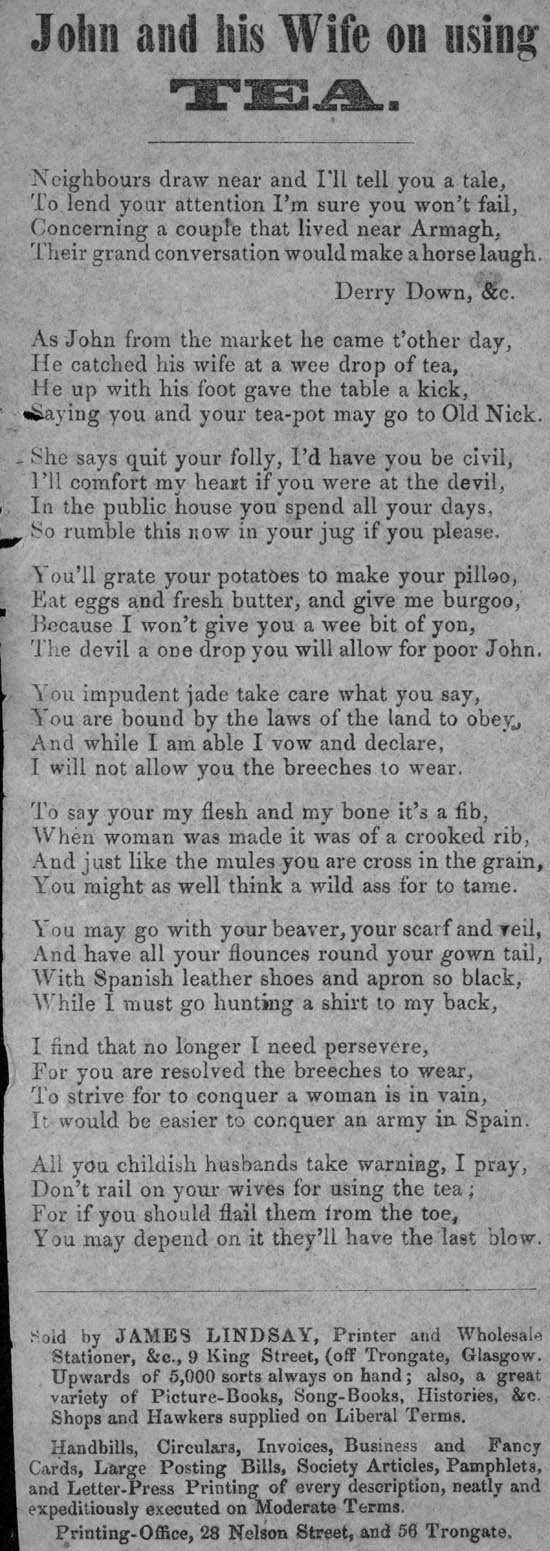 John and his Wife on using
TEA.
Neighbours draw near and I'll tell you a tale,
To lend your attention I'm sure you won't fail,
Concerning a couple that lived near Armagh,
Their grand conversation would make a horse laugh.
Derry Down, &c.
As John from the market he came t'other day,
He catched his wife at a wee drop of tea,
He up with his foot gave the table a kick,
Saying you and your tea-pot may go to Old Nick.
She says quit your folly, I'd have you be civil,
I'll comfort my heart if you were at the devil,
In the public house you spend all your days,
So rumble this now in your jug if you please.
You'll grate your potatoes to make your pilloo,
Eat eggs and fresh butter, and give me burgoo,
Because I won't give you a wee bit of yon,
The devil a one drop you will allow for poor John.
You impudent jade take care what you say,
You are bound by the laws of the land to obey,
And while I am able I vow and declare,
I will not allow you the breeches to wear.
To say your my flesh and my bone it's a fib,
When woman was made it was of a crooked rib,
And just like the mules you are cross in the grain,
You might as well think a wild ass for to tame.
You may go with your beaver, your scarf and veil,
And have all your flounces round your gown tail,
With Spanish leather shoes and apron so black,
While I must go hunting a shirt to my back,
I find that no longer I need persevere,
For you are resolved the breeches to wear,
To strive for to conquer a woman is in vain,
It would be easier to conquer an army in Spain.
All you childish husbands take warning, I pray,
Don't rail on your wives for using the tea;
For if you should flail them from the toe,
You may depend on it they'll have the last blow.
Sold by JAMES LINDSAY, Printer and Wholesale
Stationer, &c., 9 King Street, (off Trongate, Glasgow.
Upwards of 5,000 sorts always on hand; also, a great
variety of Picture-Books, Song-Books, Histories, &c.
Shops and Hawkers supplied on Liberal Terms.
Handbills, Circulars, Invoices, Business and Fancy
Cards, Large Posting Bills, Society Articles, Pamphlets,
and Letter-Press Printing of every description, neatly and
expeditiously executed on Moderate Terms.
Printing-Office, 28 Nelson Street, and 56 Trongate.